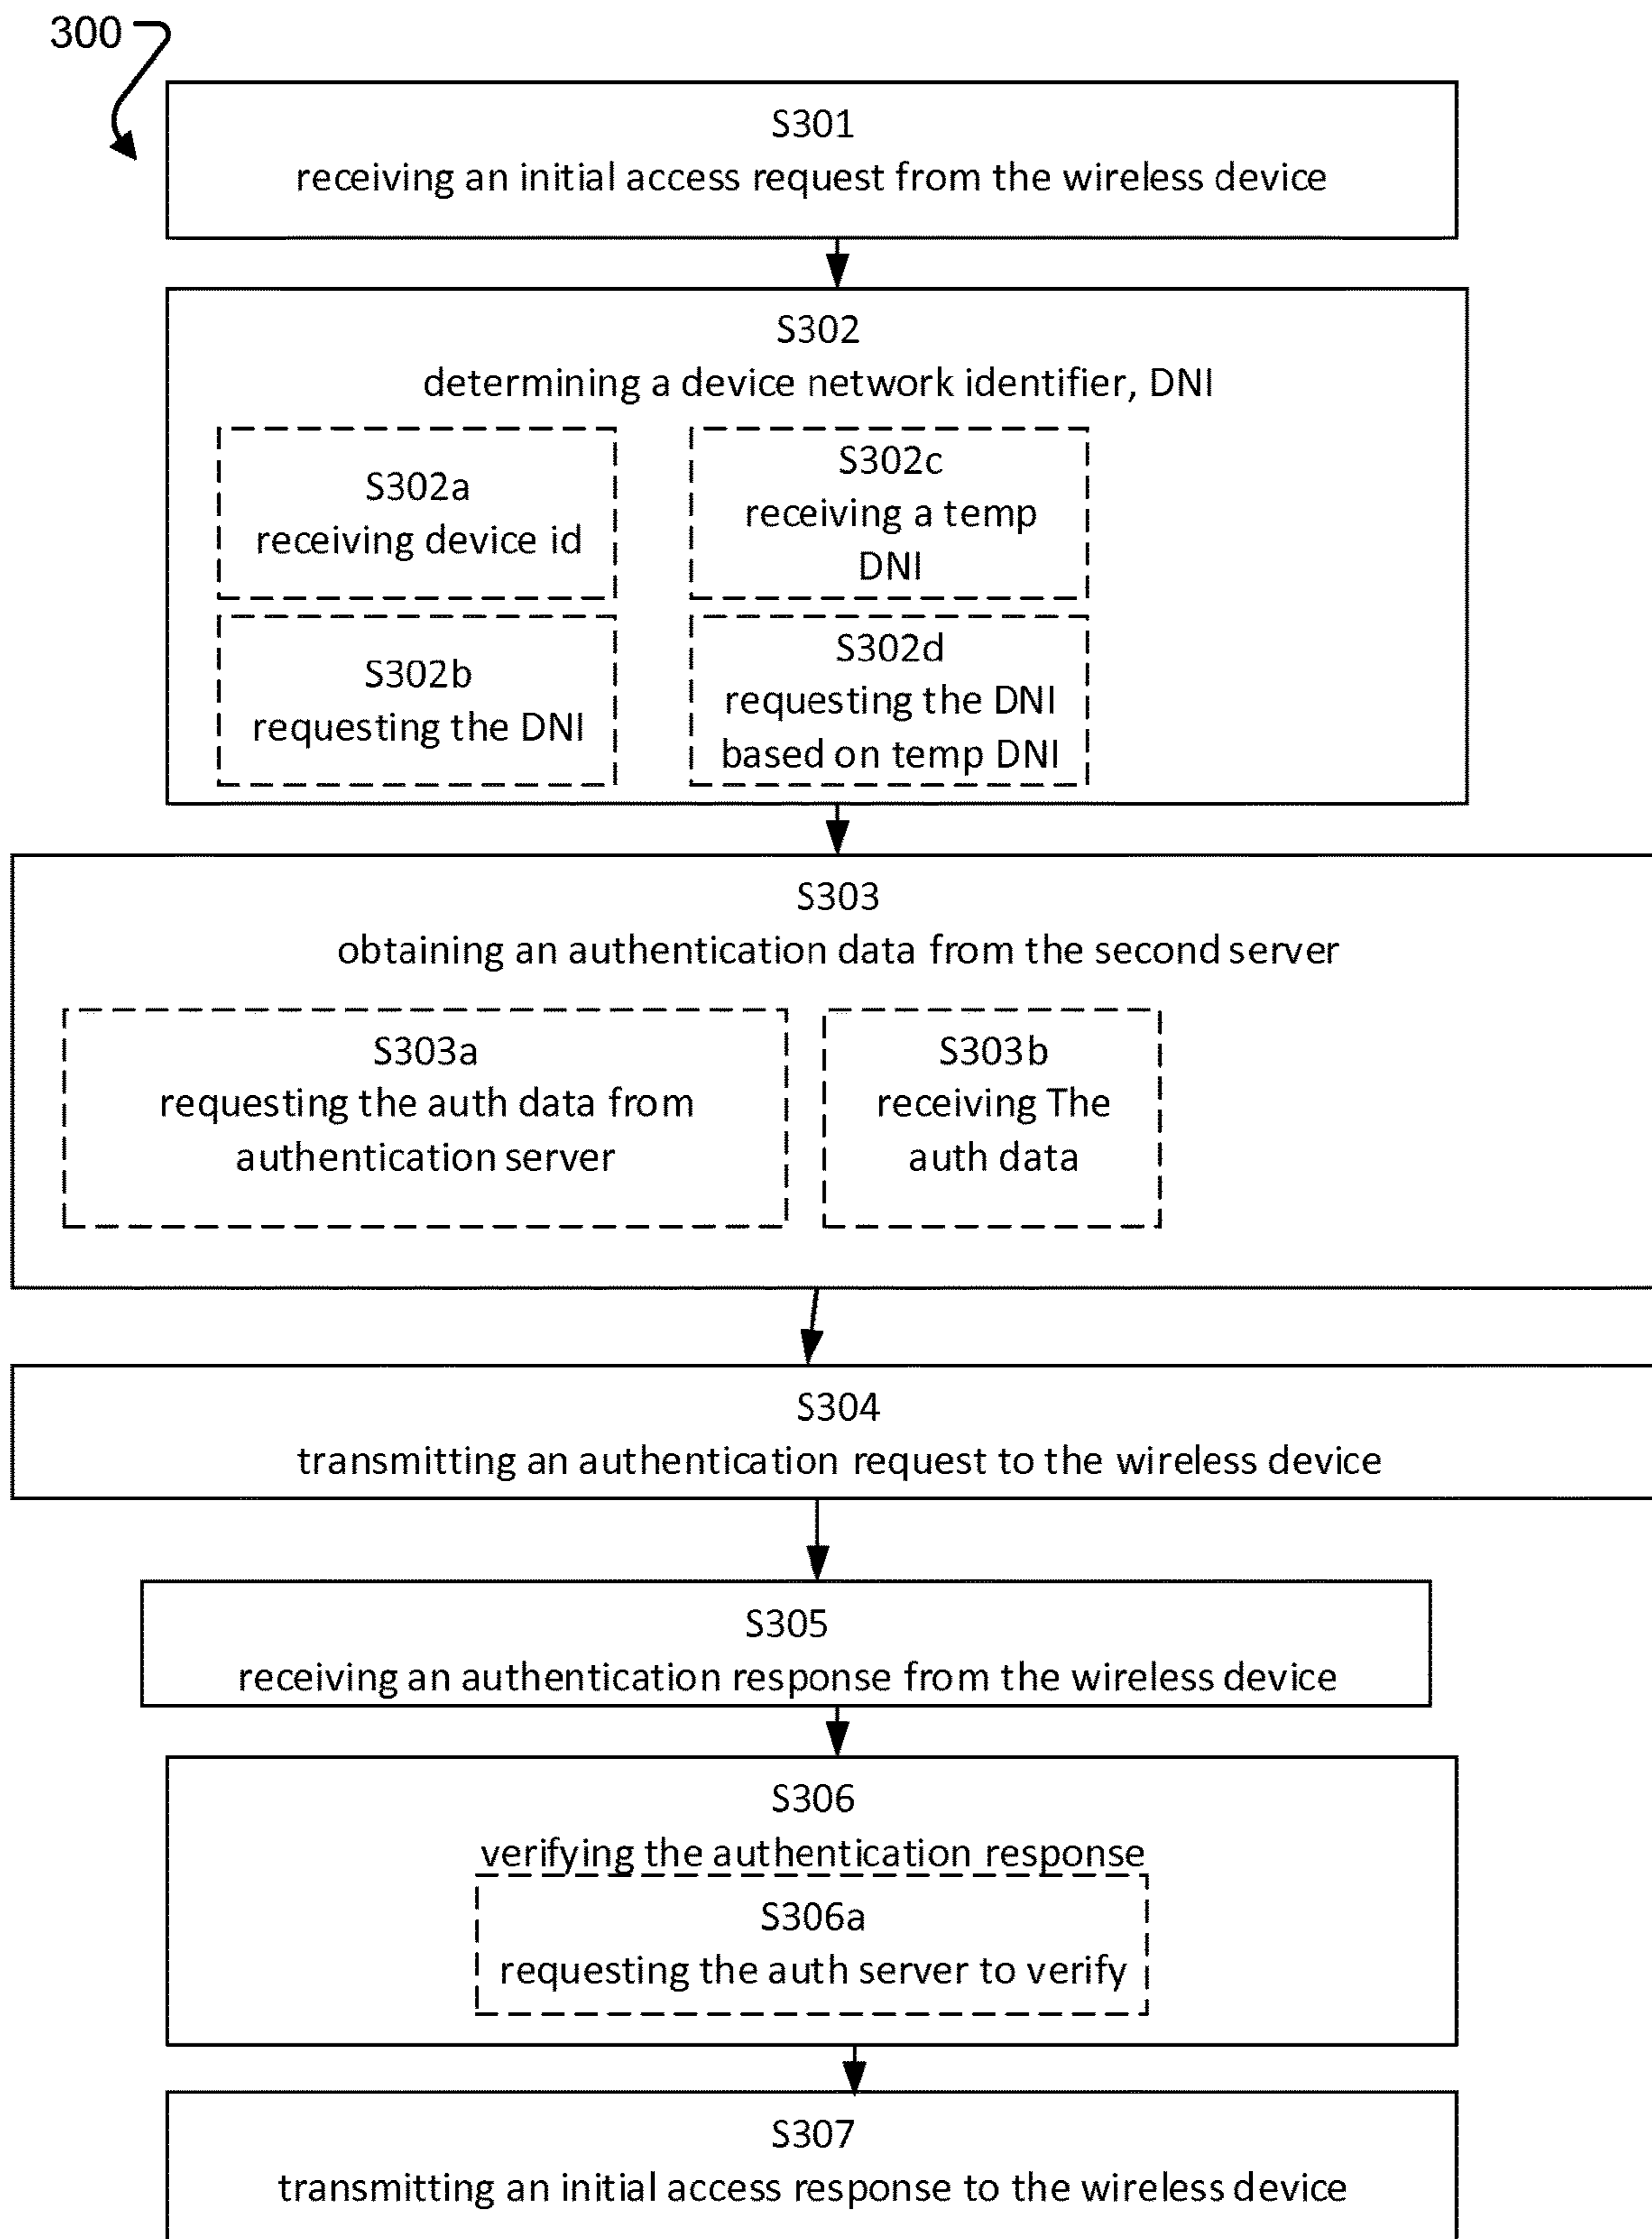 300
S301
receiving an initial access request from the wireless device
S302
determining a device network identifier, DNI
S302a
receiving device id
S302c
receiving a temp
DNI
S302b
requesting the DNI
S302d
requesting the DNI
based on temp DNI
S303
obtaining an authentication data from the second server
S303a
requesting the auth data from
authentication server
S303b
receiving The
auth data
S304
transmitting an authentication request to the wireless device
S305
receiving an authentication response from the wireless device
S306
verifying the authentication response
S306a
requesting the auth server to verify
S307
transmitting an initial access response to the wireless device